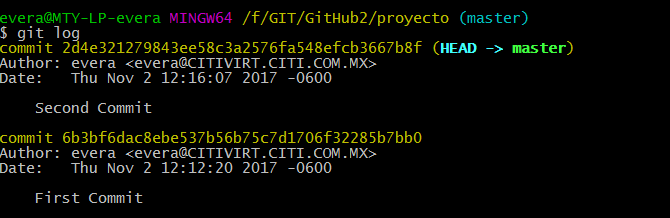 evera@MTY-LP-evera MINGW64 /f/GIT/GitHub2/proyecto (master)
$ git log
commit 2d4e321279843ee58c3a2576fa548efcb3667b8f (HEAD -> master)
Author: evera <evera@CITIVIRT.CITI.COM.MX>
Date:   Thu Nov 2 12:16:07 2017 -0600
    Second Commit
commit 6b3bf6dac8ebe537b56b75c7d1706f32285b7bb0
Author: evera <evera@CITIVIRT.CITI.COM.MX>
Date:   Thu Nov 2 12:12:20 2017 -0600
    First Commit